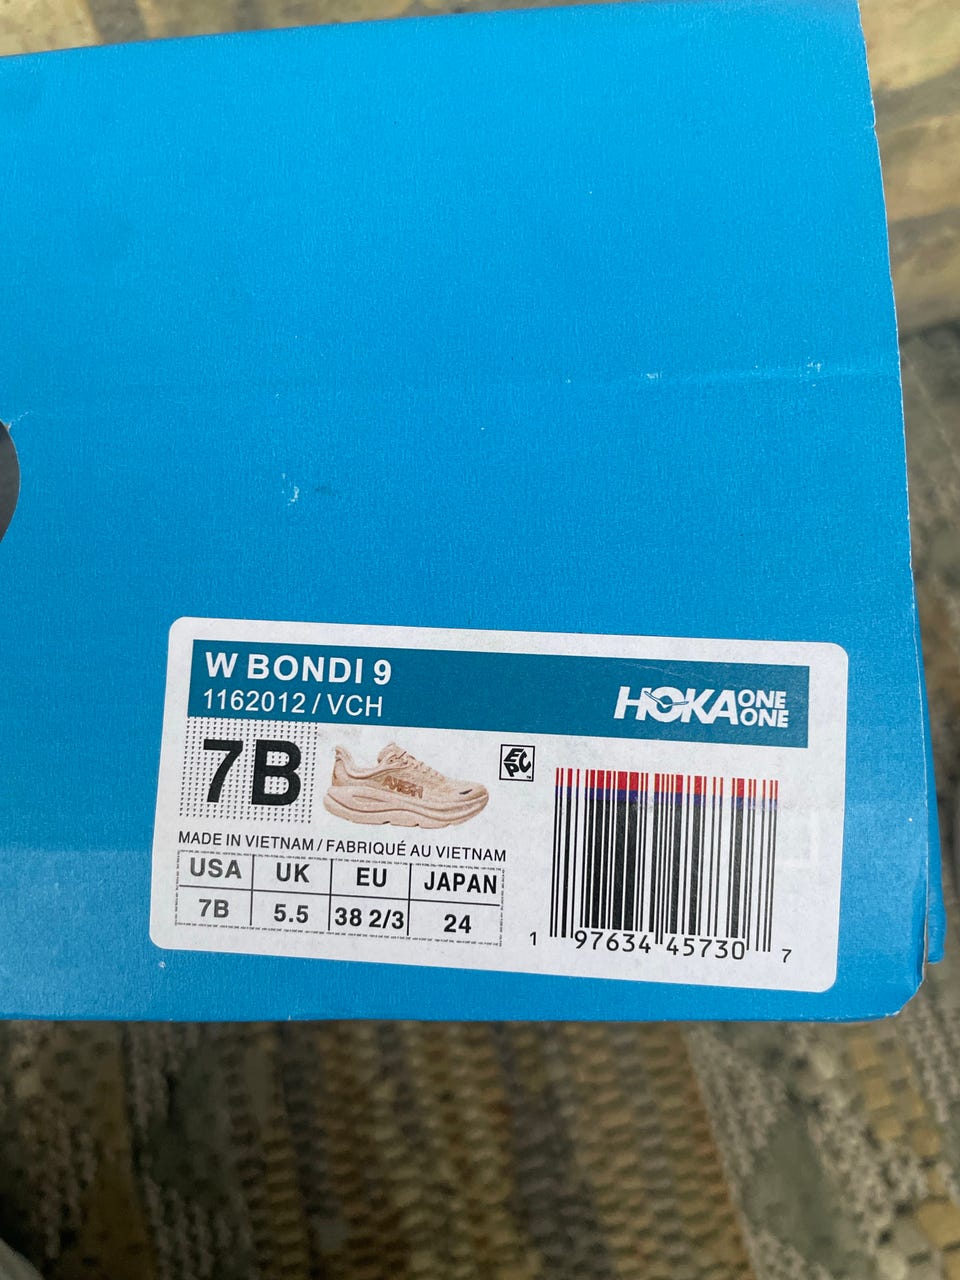 W BONDI 9
1162012 / VCH
HOKA ONE ONE
7B
EPC
MADE IN VIETNAM / FABRIQUÉ AU VIETNAM
USA UK EU JAPAN
7B 5.5 38 2/3 24
1 97634 45730 7